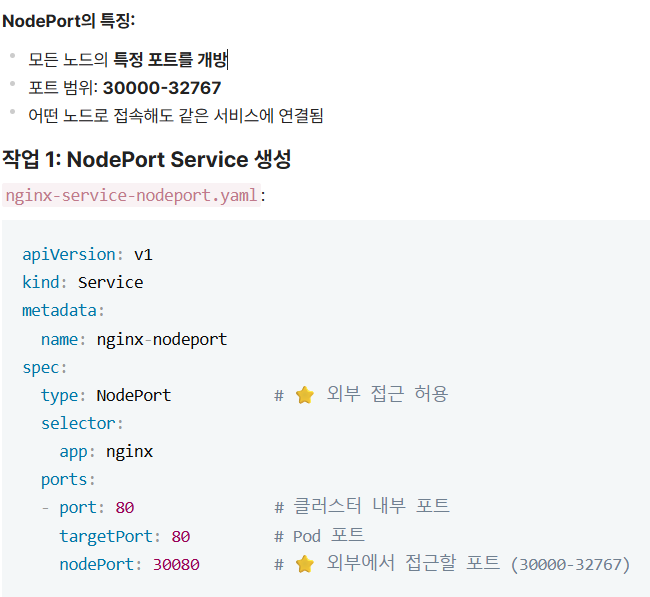 NodePort의 특징:
모든 노드의 특정 포트를 개방
포트 범위: 30000-32767
어떤 노드로 접속해도 같은 서비스에 연결됨
작업 1: NodePort Service 생성
nginx-service-nodeport.yaml:
apiVersion: v1
kind: Service
metadata:
  name: nginx-nodeport
spec:
  type: NodePort           # ⭐ 외부 접근 허용
  selector:
    app: nginx
  ports:
  - port: 80               # 클러스터 내부 포트
    targetPort: 80         # Pod 포트
    nodePort: 30080        # ⭐ 외부에서 접근할 포트 (30000-32767)